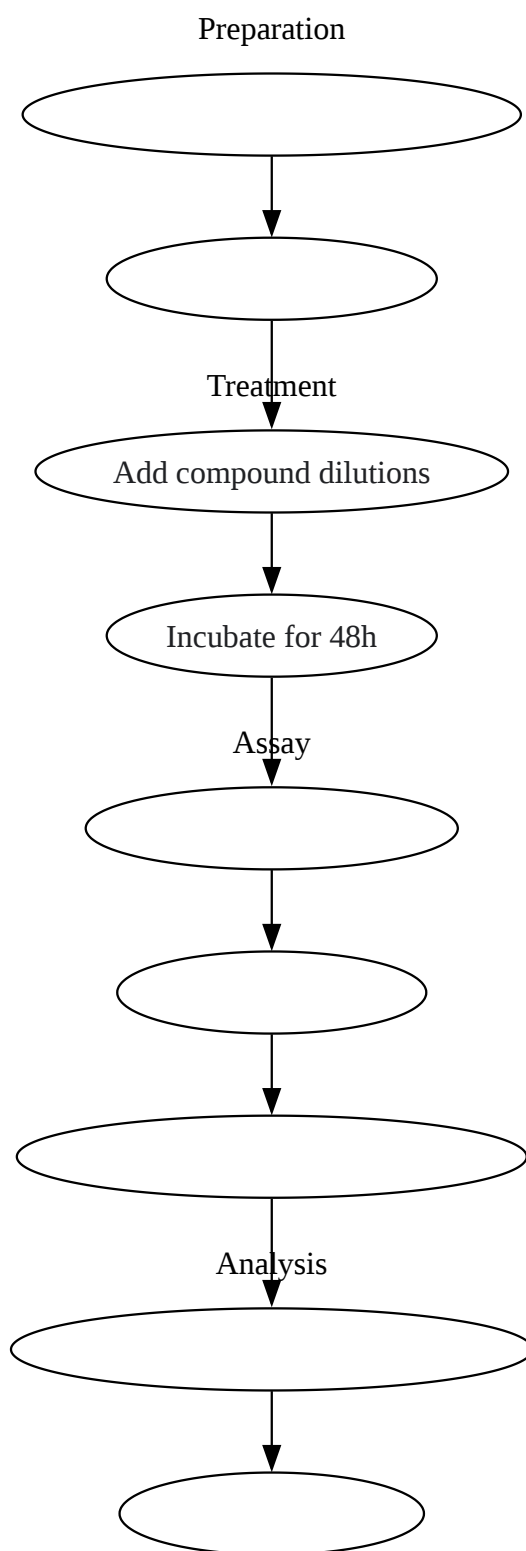 Preparation
Treatment
Add compound dilutions
Incubate for 48h
Assay
Analysis